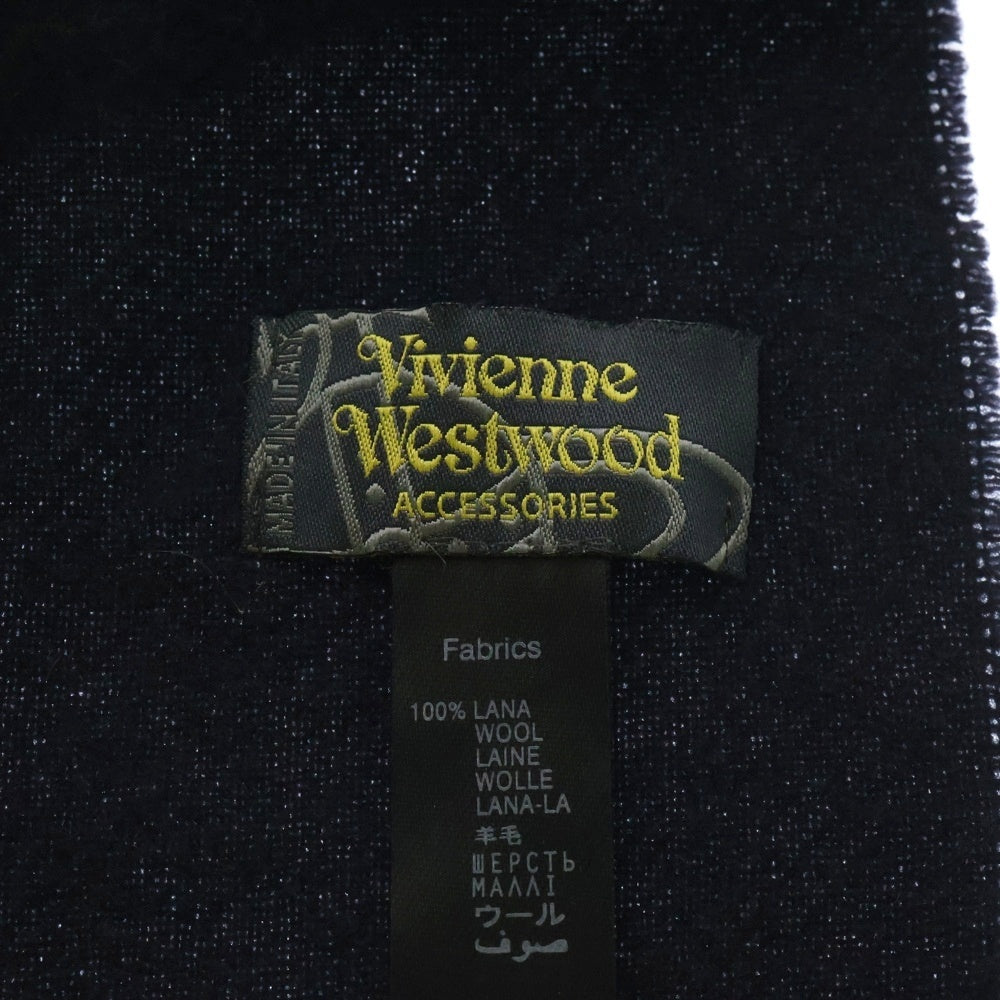 Vivienne
Westwood
ACCESSORIES
MADE IN ITALY
Fabrics
100% LANA
WOOL
LAINE
WOLLE
LANA-LA
羊毛
ШЕРСТЬ
ΜΑΛΛΙ
ウール
صوف